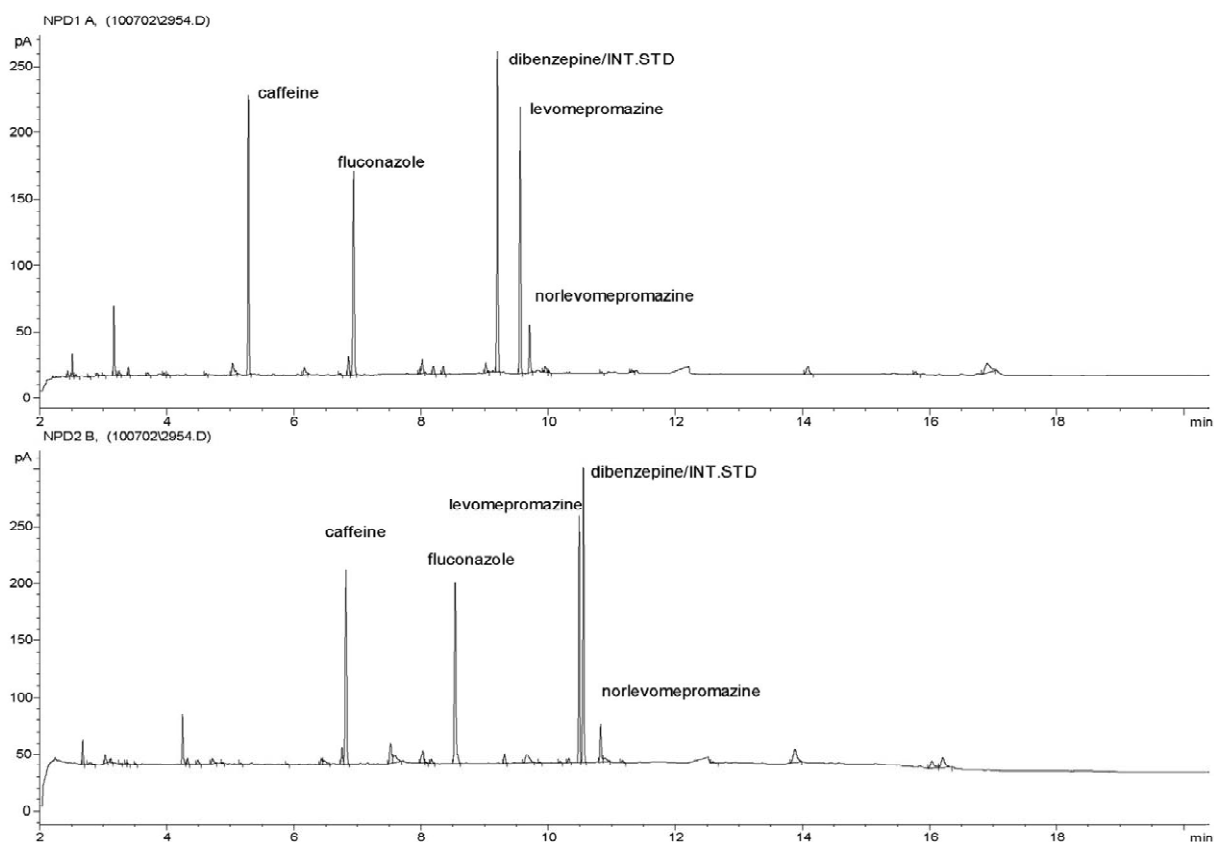 NPD1 A, (100702\2954.D)
pA
250
200
150
100
50
0
dibenzepine/INT.STD
caffeine
levomepromazine
fluconazole
norlevomepromazine
2 4 6 8 10 12 14 16 18 min
NPD2 B, (100702\2954.D)
pA
250
200
150
100
50
0
dibenzepine/INT.STD
levomepromazine
caffeine
fluconazole
norlevomepromazine
2 4 6 8 10 12 14 16 18 min